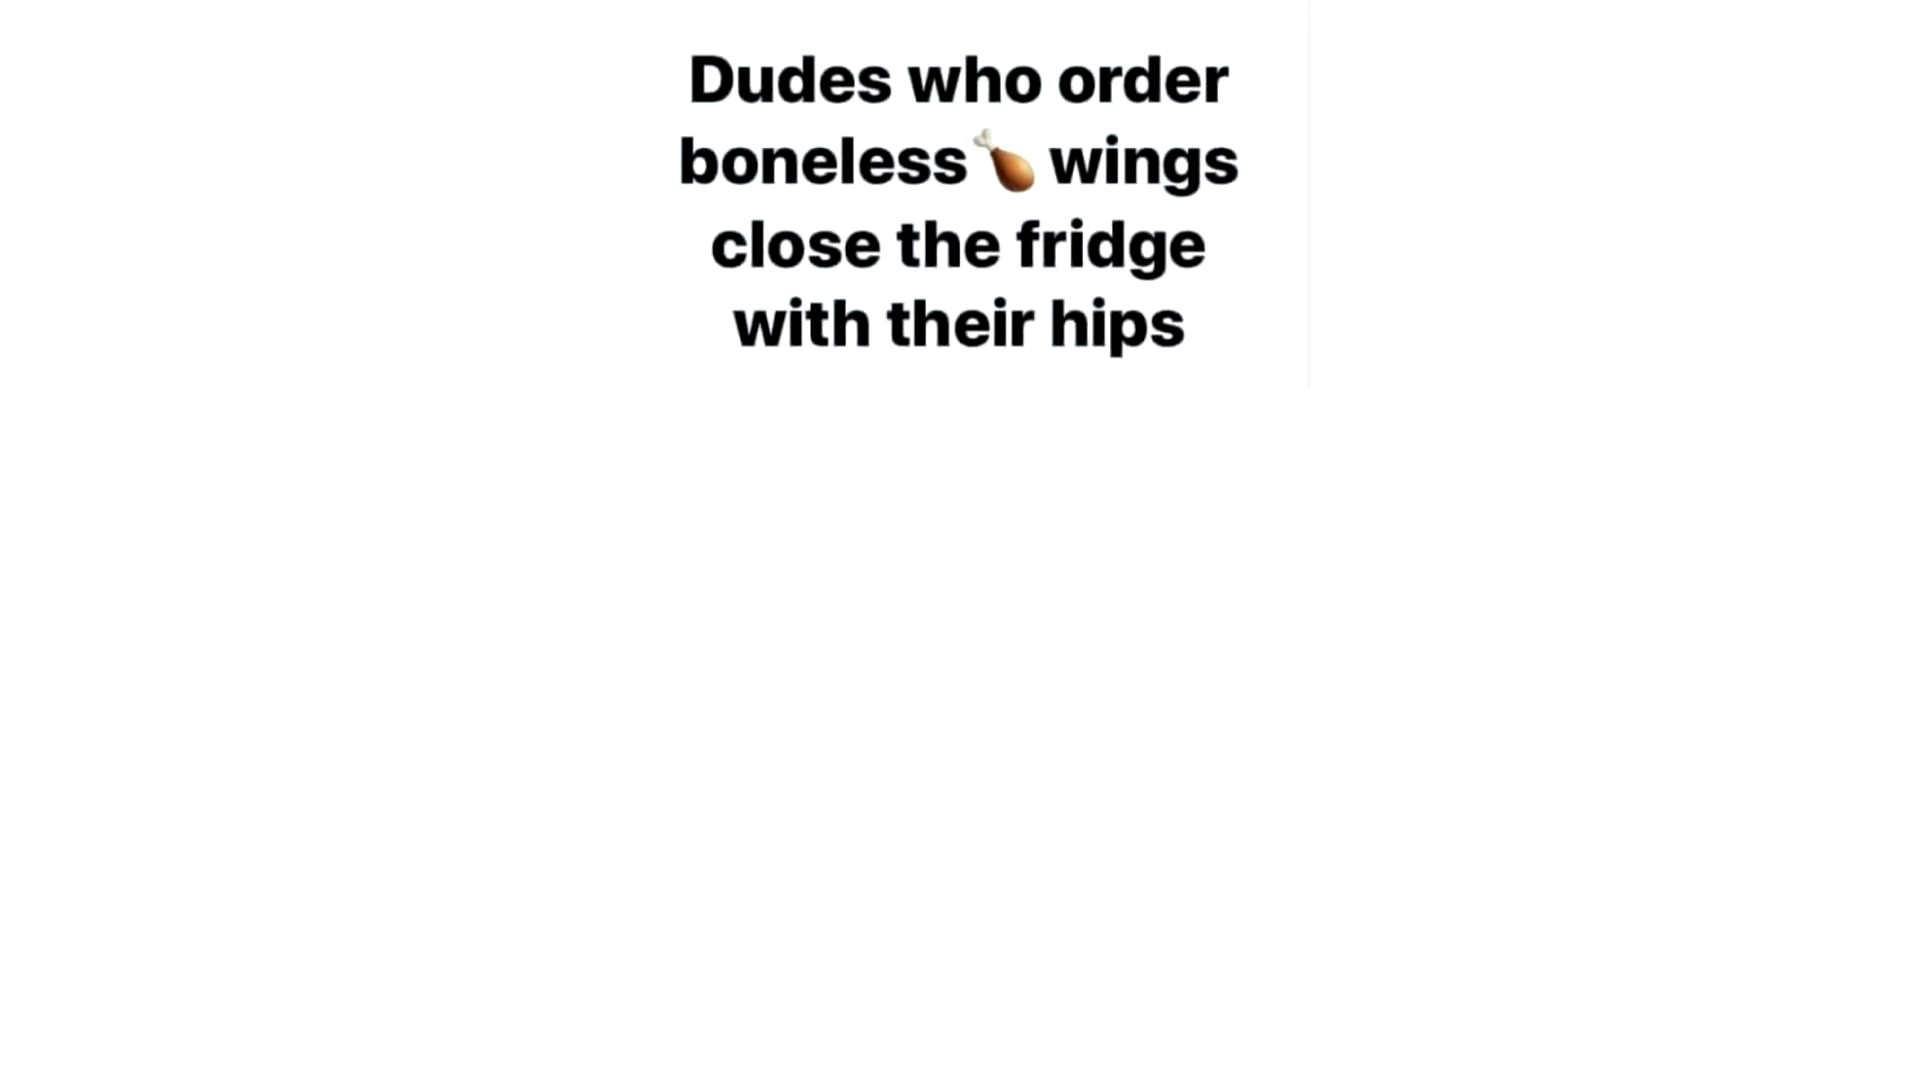 Dudes who order
boneless🍗 wings
close the fridge
with their hips